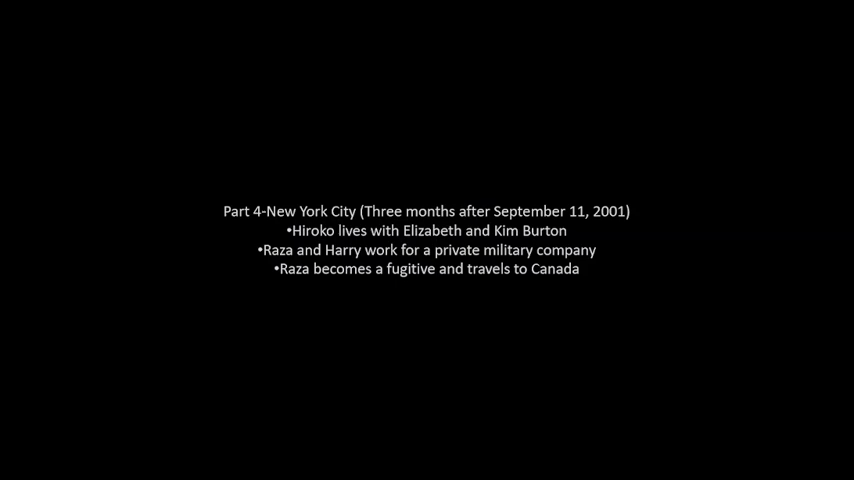 Part 4-New York City (Three months after September 11, 2001)
•Hiroko lives with Elizabeth and Kim Burton
•Raza and Harry work for a private military company
•Raza becomes a fugitive and travels to Canada